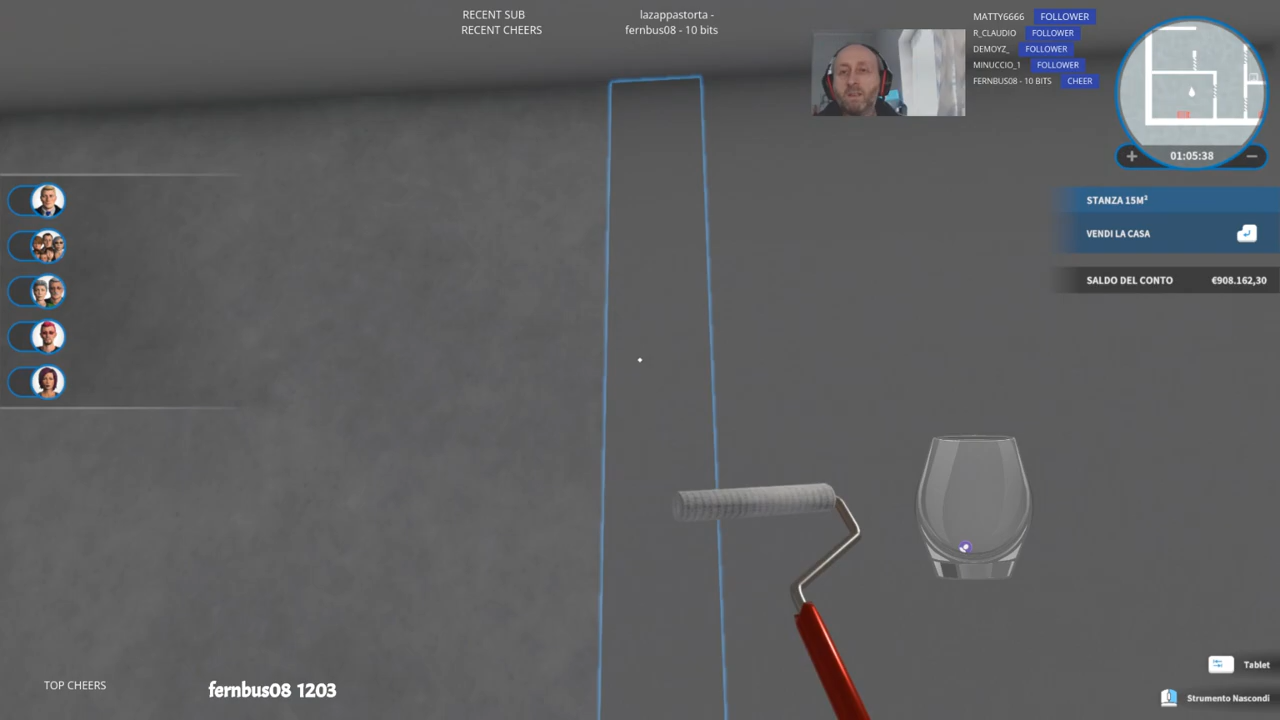 RECENT SUB
RECENT CHEERS
lazappastorta -
fernbus08 - 10 bits
MATTY6666 FOLLOWER
R_CLAUDIO FOLLOWER
DEMOYZ_ FOLLOWER
MINUCCIO_1 FOLLOWER
FERNBUS08 - 10 BITS CHEER
01:05:38
STANZA 15M²
VENDI LA CASA
SALDO DEL CONTO €908.162,30
TOP CHEERS
fernbus08 1203
Tablet
Strumento Nascondi